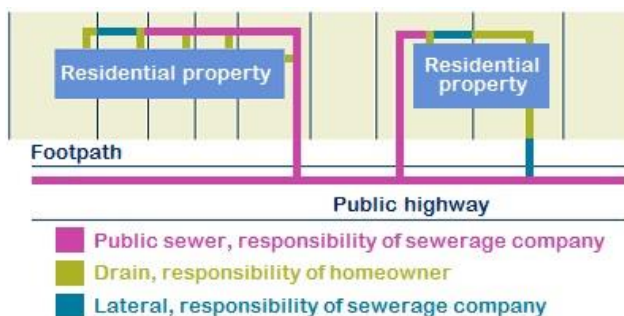 Residential property
Residential
property
Footpath
Public highway
Public sewer, responsibility of sewerage company
Drain, responsibility of homeowner
Lateral, responsibility of sewerage company